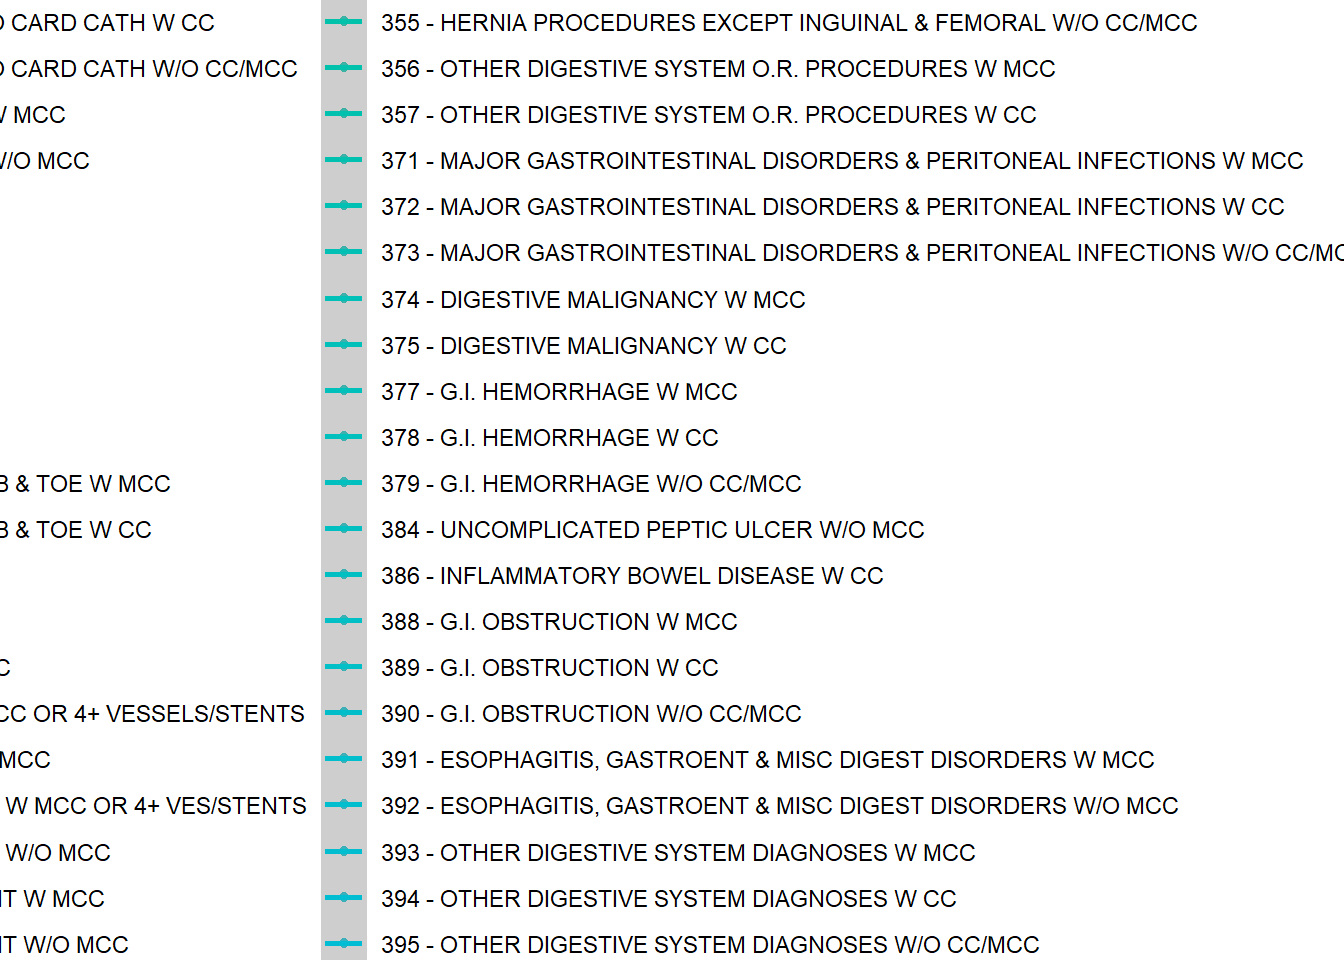 CARD CATH W CC
355 - HERNIA PROCEDURES EXCEPT INGUINAL & FEMORAL W/O CC/MCC
CARD CATH W/O CC/MCC
356 - OTHER DIGESTIVE SYSTEM O.R. PROCEDURES W MCC
MCC
357 - OTHER DIGESTIVE SYSTEM O.R. PROCEDURES W CC
W/O MCC
371 - MAJOR GASTROINTESTINAL DISORDERS & PERITONEAL INFECTIONS W MCC
372 - MAJOR GASTROINTESTINAL DISORDERS & PERITONEAL INFECTIONS W CC
373 - MAJOR GASTROINTESTINAL DISORDERS & PERITONEAL INFECTIONS W/O
374 - DIGESTIVE MALIGNANCY W MCC
375 - DIGESTIVE MALIGNANCY W CC
377 - G.I. HEMORRHAGE W MCC
378 - G.I. HEMORRHAGE W CC
& TOE W MCC
379 - G.I. HEMORRHAGE W/O CC/MCC
& TOE W CC
384 - UNCOMPLICATED PEPTIC ULCER W/O MCC
386 - INFLAMMATORY BOWEL DISEASE W CC
388 - G.I. OBSTRUCTION W MCC
389 - G.I. OBSTRUCTION W CC
OR 4+ VESSELS/STENTS
390 - G.I. OBSTRUCTION W/O CC/MCC
MCC
391 - ESOPHAGITIS, GASTROENT & MISC DIGEST DISORDERS W MCC
W MCC OR 4+ VES/STENTS
392 - ESOPHAGITIS, GASTROENT & MISC DIGEST DISORDERS W/O MCC
W/O MCC
393 - OTHER DIGESTIVE SYSTEM DIAGNOSES W MCC
W MCC
394 - OTHER DIGESTIVE SYSTEM DIAGNOSES W CC
W/O MCC
395 - OTHER DIGESTIVE SYSTEM DIAGNOSES W/O CC/MCC